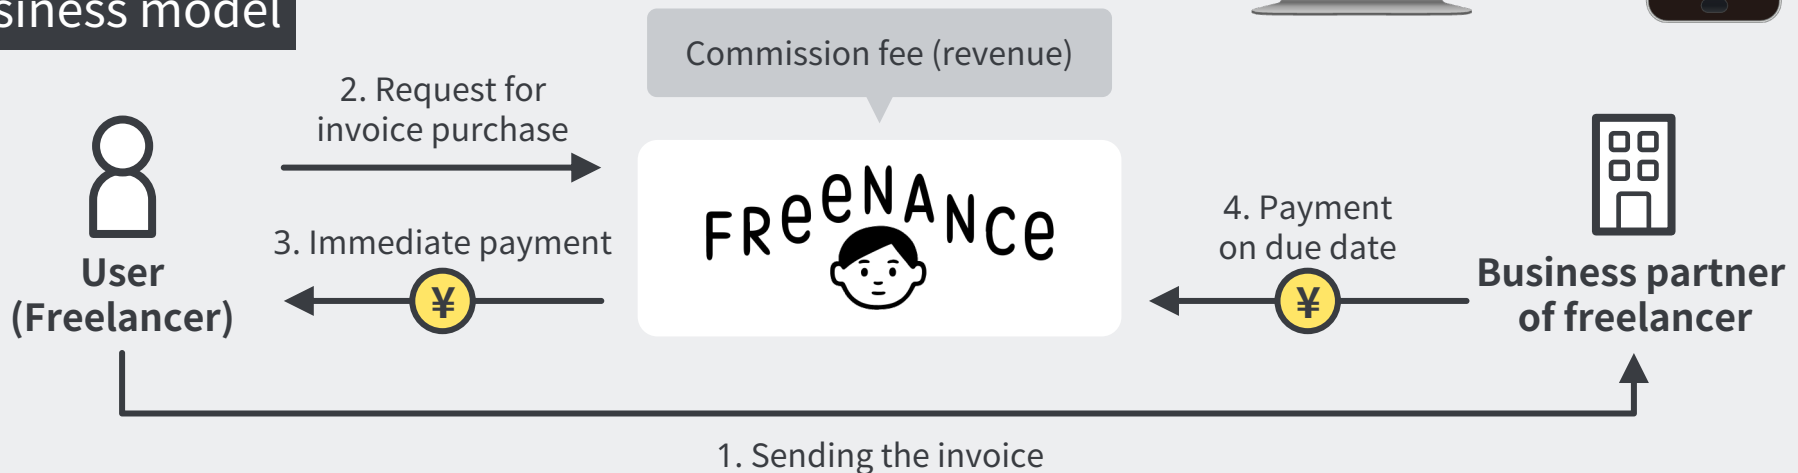 model
Commission fee (revenue)
2. Request for
invoice purchase
FReeNANce
3. Immediate payment
¥
4. Payment
on due date
¥
User
(Freelancer)
Business partner
of freelancer
1. Sending the invoice